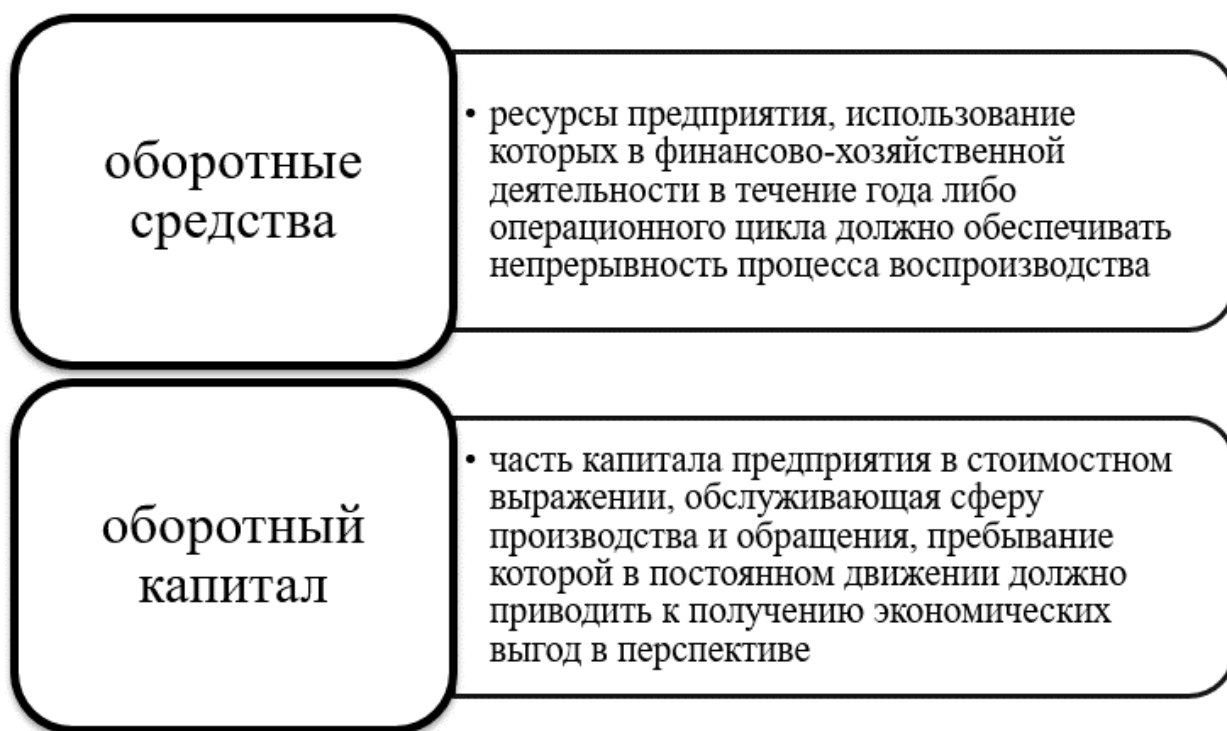 оборотные
средства
• ресурсы предприятия, использование
которых в финансово-хозяйственной
деятельности в течение года либо
операционного цикла должно обеспечивать
непрерывность процесса воспроизводства
оборотный
капитал
• часть капитала предприятия в стоимостном
выражении, обслуживающая сферу
производства и обращения, пребывание
которой в постоянном движении должно
приводить к получению экономических
выгод в перспективе